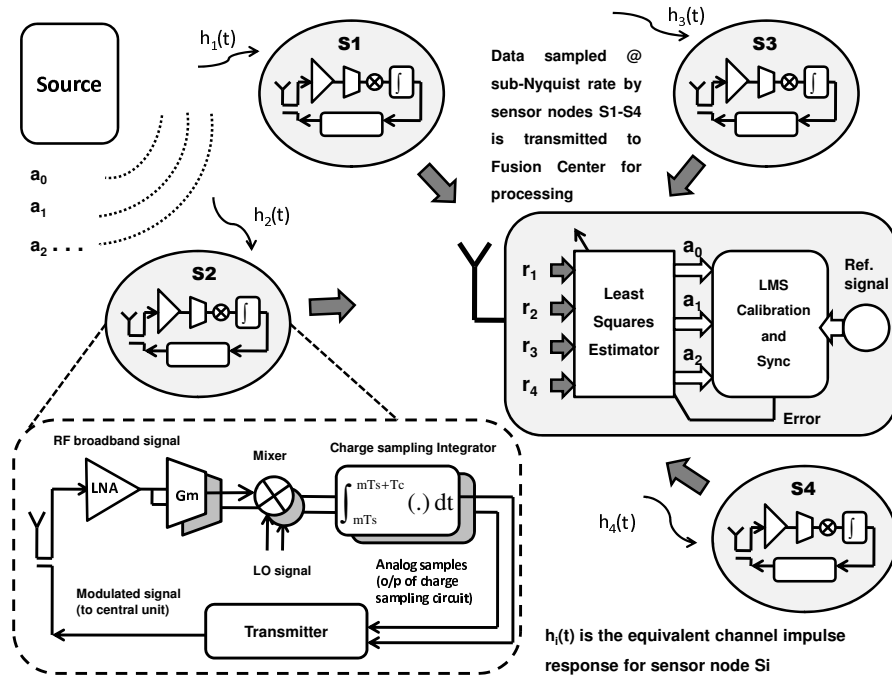 Source
a0
a1
a2 . . .
h1(t)
S1
∫
Data sampled @
sub-Nyquist rate by
sensor nodes S1-S4
is transmitted to
Fusion Center for
processing
h3(t)
S3
∫
h2(t)
S2
∫
r1
r2
r3
r4
Least
Squares
Estimator
a0
a1
a2
LMS
Calibration
and
Sync
Ref.
signal
Error
RF broadband signal
LNA
Gm
Mixer
LO signal
Charge sampling Integrator
∫ mTs mTs+Tc (.) dt
Analog samples
(o/p of charge
sampling circuit)
Modulated signal
(to central unit)
Transmitter
h4(t)
S4
∫
hi(t) is the equivalent channel impulse
response for sensor node Si